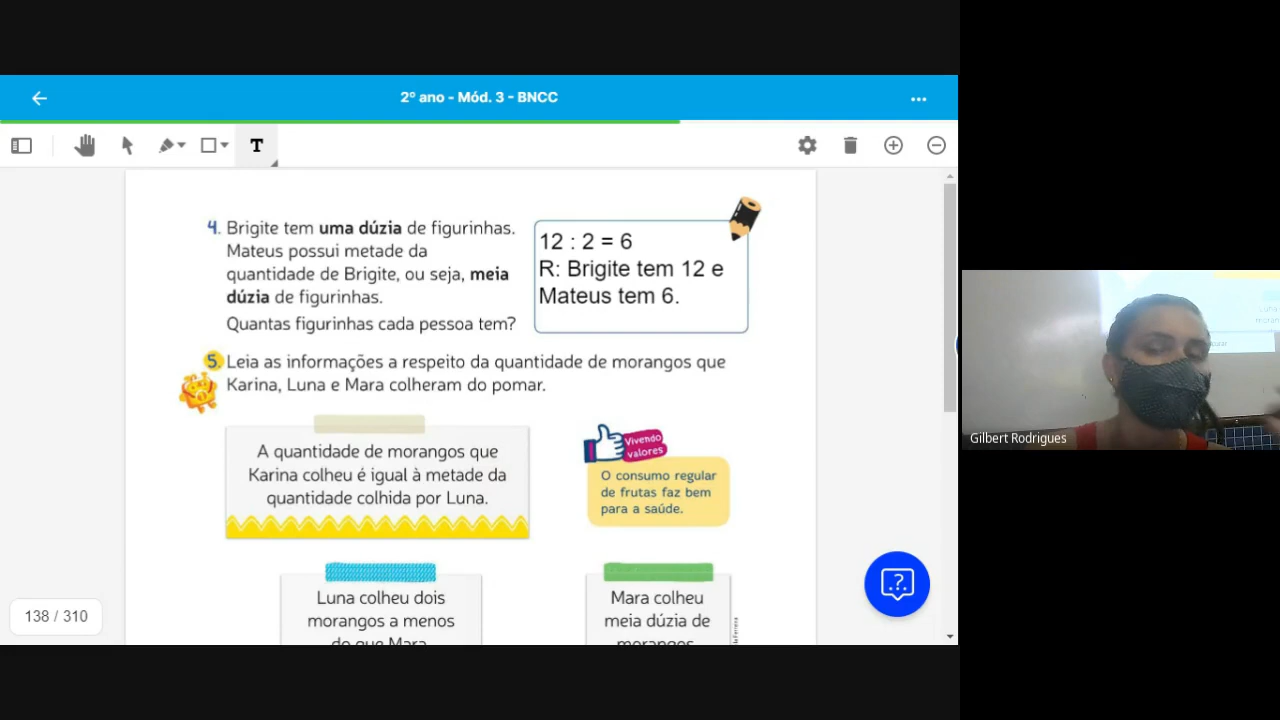 2º ano - Mód. 3 - BNCC
T
4. Brigite tem uma dúzia de figurinhas.
Mateus possui metade da
quantidade de Brigite, ou seja, meia
dúzia de figurinhas.
Quantas figurinhas cada pessoa tem?
12 : 2 = 6
R: Brigite tem 12 e
Mateus tem 6.
5. Leia as informações a respeito da quantidade de morangos que
Karina, Luna e Mara colheram do pomar.
A quantidade de morangos que
Karina colheu é igual à metade da
quantidade colhida por Luna.
Vivendo
valores
O consumo regular
de frutas faz bem
para a saúde.
Luna colheu dois
morangos a menos
do que Mara.
Mara colheu
meia dúzia de
morangos.
138 / 310
Gilbert Rodrigues